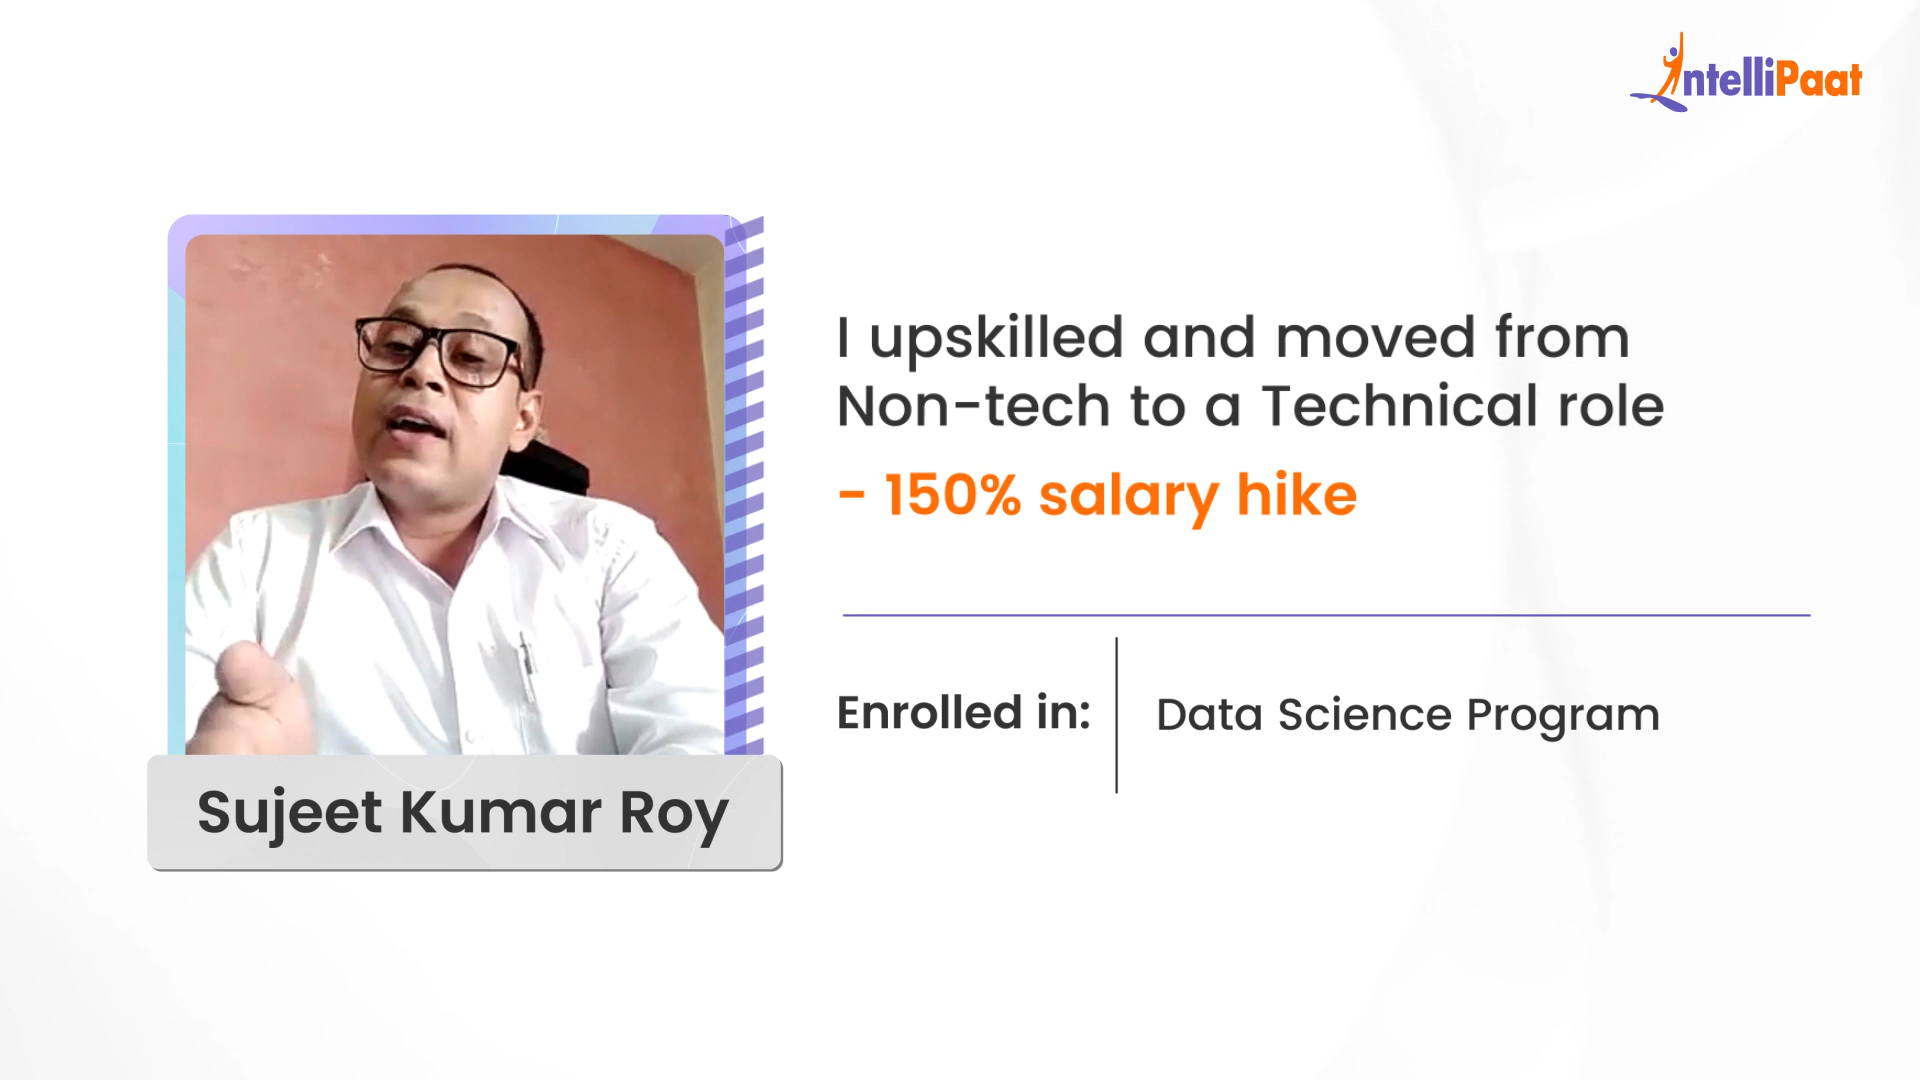 IntelliPaat
I upskilled and moved from
Non-tech to a Technical role
- 150% salary hike
Enrolled in:
Data Science Program
Sujeet Kumar Roy